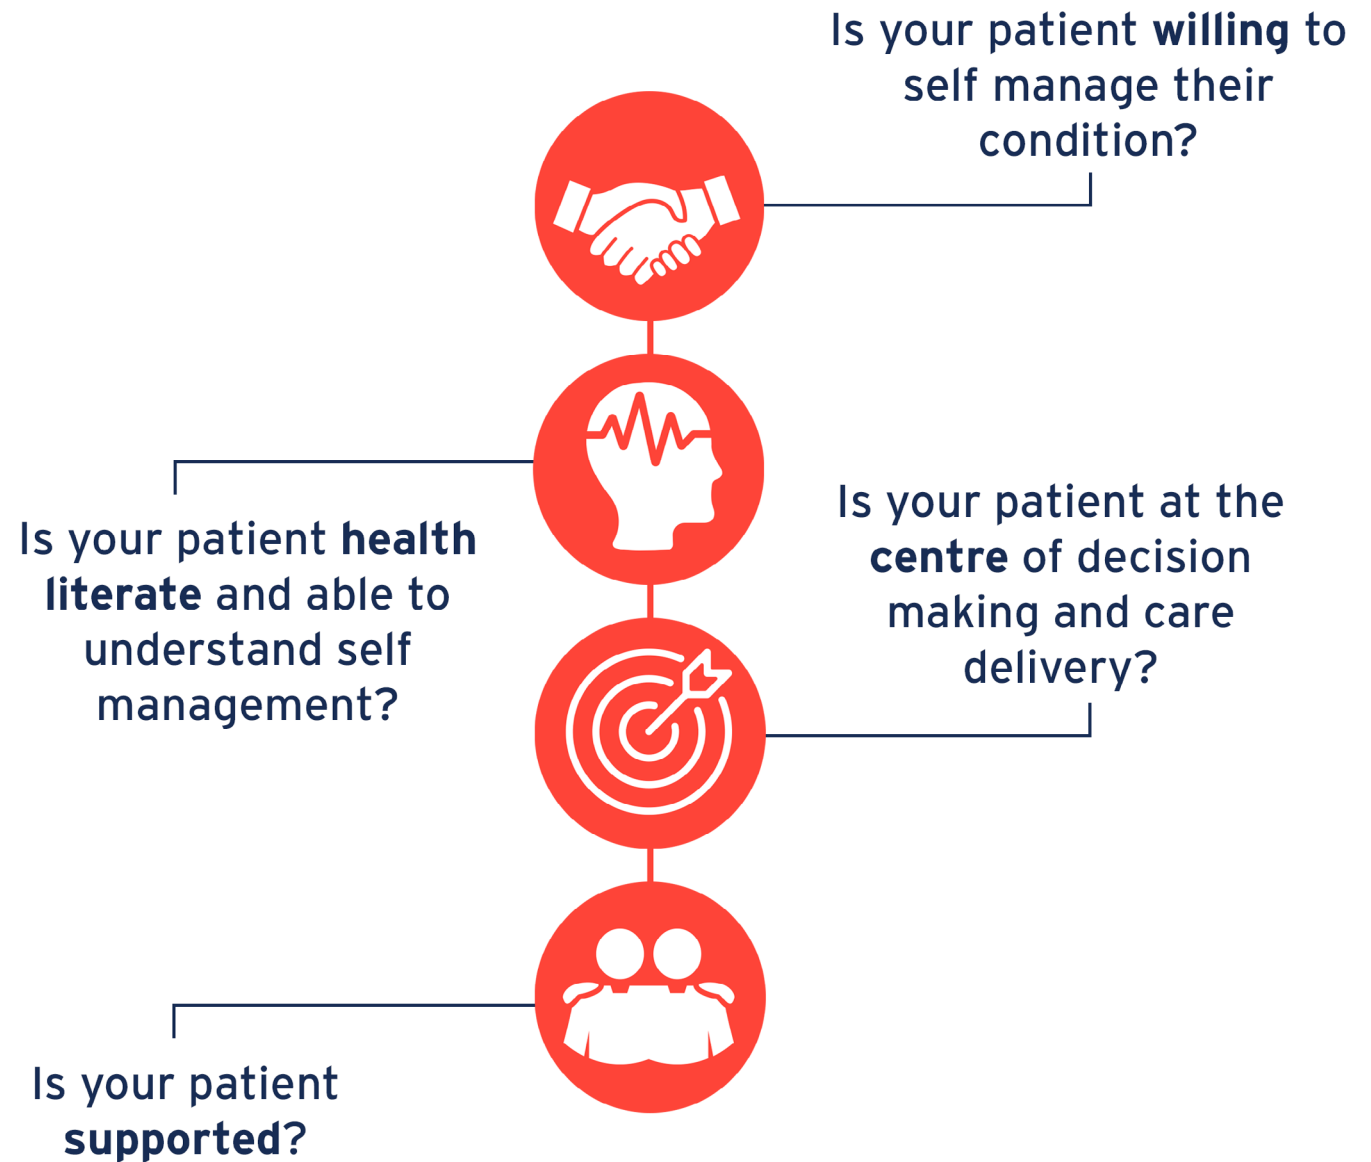 Is your patient willing to
self manage their
condition?
Is your patient health
literate and able to
understand self
management?
Is your patient at the
centre of decision
making and care
delivery?
Is your patient
supported?